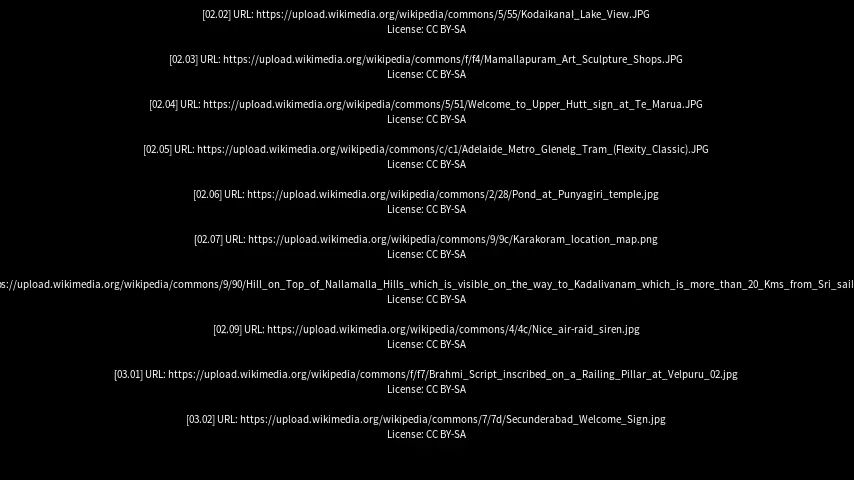 [02.02] URL: https://upload.wikimedia.org/wikipedia/commons/5/55/Kodaikanal_Lake_View.JPG
License: CC BY-SA
[02.03] URL: https://upload.wikimedia.org/wikipedia/commons/f/f4/Mamallapuram_Art_Sculpture_Shops.JPG
License: CC BY-SA
[02.04] URL: https://upload.wikimedia.org/wikipedia/commons/5/51/Welcome_to_Upper_Hutt_sign_at_Te_Marua.JPG
License: CC BY-SA
[02.05] URL: https://upload.wikimedia.org/wikipedia/commons/c/c1/Adelaide_Metro_Glenelg_Tram_(Flexity_Classic).JPG
License: CC BY-SA
[02.06] URL: https://upload.wikimedia.org/wikipedia/commons/2/28/Pond_at_Punyagiri_temple.jpg
License: CC BY-SA
[02.07] URL: https://upload.wikimedia.org/wikipedia/commons/9/9c/Karakoram_location_map.png
License: CC BY-SA
s://upload.wikimedia.org/wikipedia/commons/9/90/Hill_on_Top_of_Nallamalla_Hills_which_is_visible_on_the_way_to_Kadalivanam_which_is_more_than_20_Kms_from_Sri_sail
License: CC BY-SA
[02.09] URL: https://upload.wikimedia.org/wikipedia/commons/4/4c/Nice_air-raid_siren.jpg
License: CC BY-SA
[03.01] URL: https://upload.wikimedia.org/wikipedia/commons/f/f7/Brahmi_Script_inscribed_on_a_Railing_Pillar_at_Velpuru_02.jpg
License: CC BY-SA
[03.02] URL: https://upload.wikimedia.org/wikipedia/commons/7/7d/Secunderabad_Welcome_Sign.jpg
License: CC BY-SA